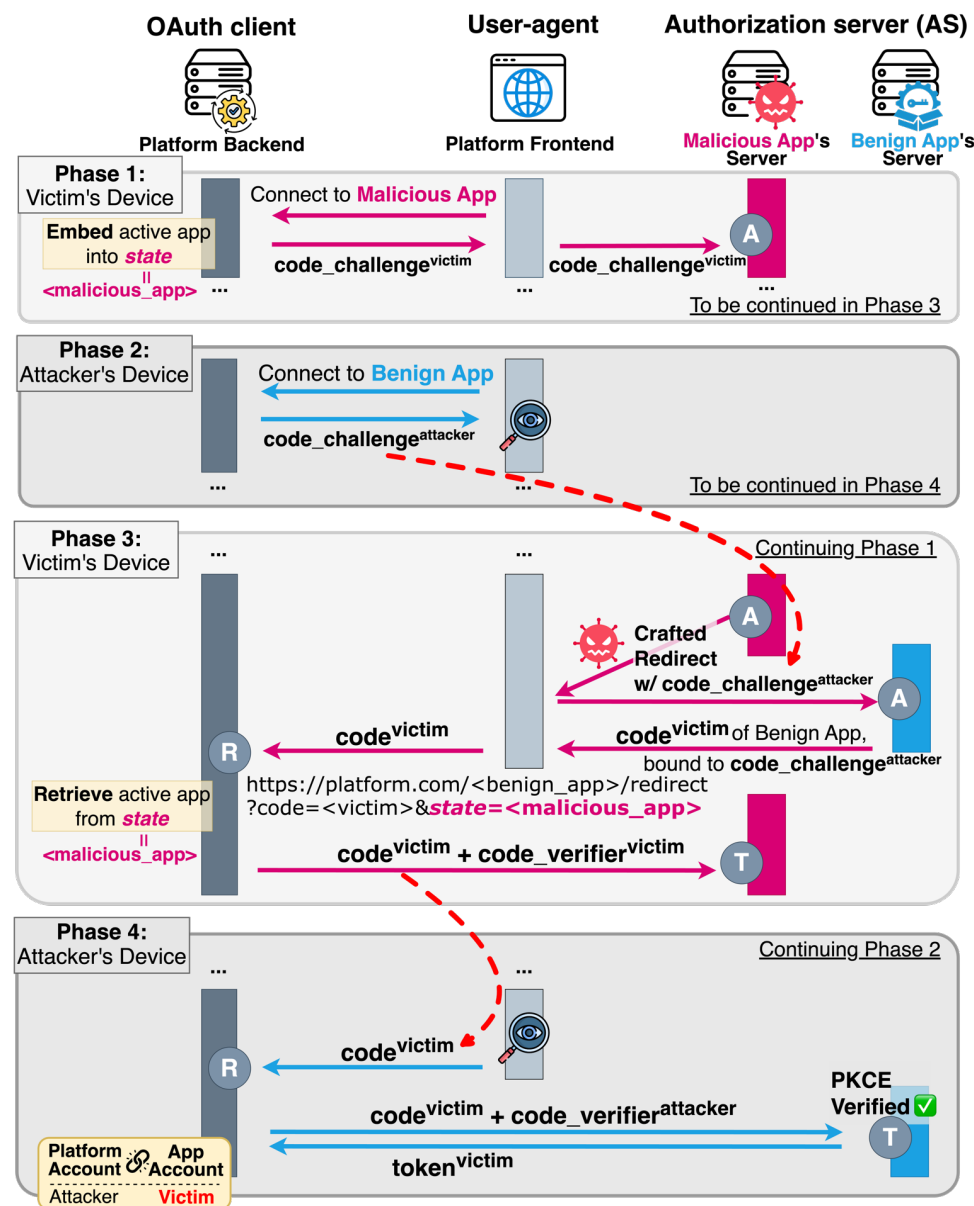 OAuth client
User-agent
Authorization server (AS)
Platform Backend
Platform Frontend
Malicious App's
Server
Benign App's
Server
Phase 1:
Victim's Device
Connect to Malicious App
Embed active app
into state
=
<malicious_app>
code_challenge^victim
code_challenge^victim
A
...
...
...
To be continued in Phase 3
Phase 2:
Attacker's Device
Connect to Benign App
code_challenge^attacker
...
...
To be continued in Phase 4
Phase 3:
Victim's Device
...
...
Continuing Phase 1
A
Crafted
Redirect
w/ code_challenge^attacker
A
code^victim
code^victim of Benign App,
bound to code_challenge^attacker
R
https://platform.com/<benign_app>/redirect
?code=<victim>&state=<malicious_app>
Retrieve active app
from state
=
<malicious_app>
code^victim + code_verifier^victim
T
Phase 4:
Attacker's Device
...
...
Continuing Phase 2
code^victim
R
PKCE
Verified ✅
code^victim + code_verifier^attacker
T
token^victim
Platform
Account
App
Account
Attacker
Victim